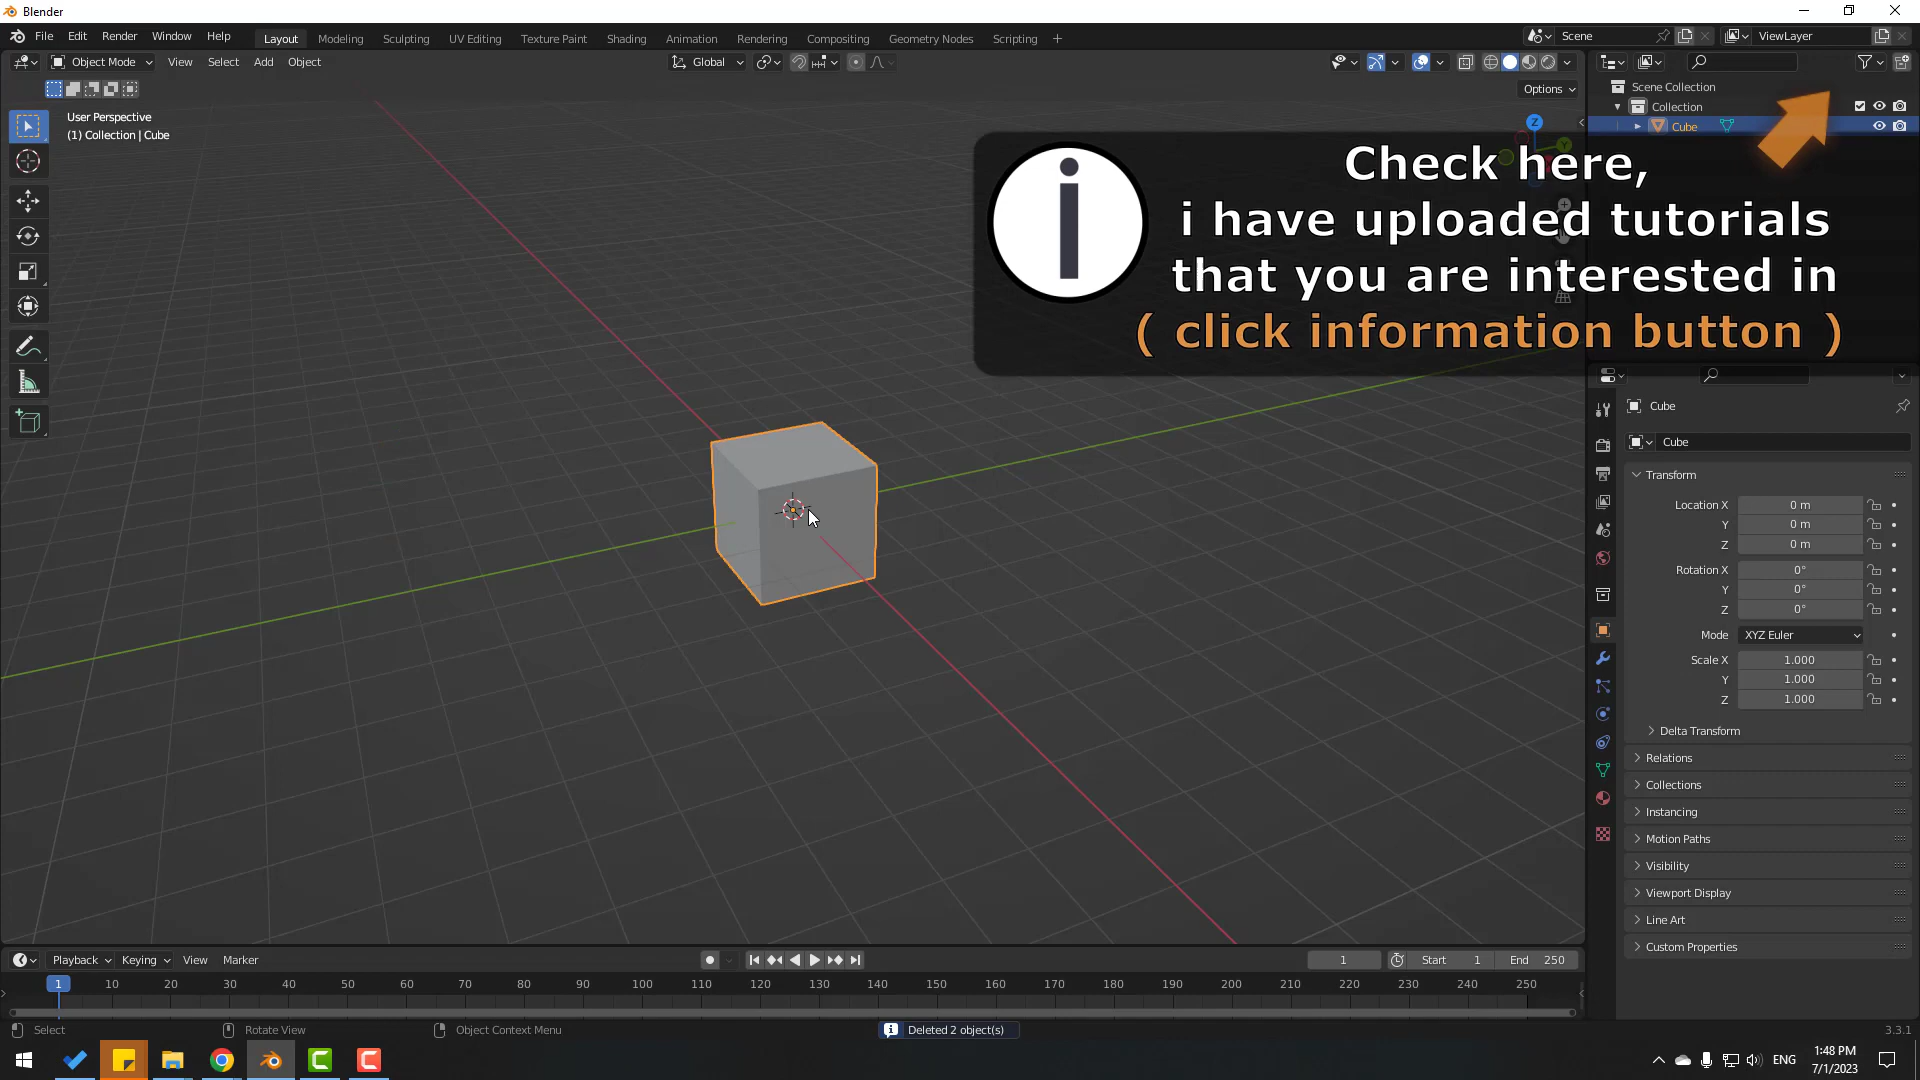 Blender
File Edit Render Window Help Layout Modeling Sculpting UV Editing Texture Paint Shading Animation Rendering Compositing Geometry Nodes Scripting + Scene ViewLayer
Object Mode View Select Add Object Global
Options
User Perspective
(1) Collection | Cube
Z
Y
Scene Collection
Collection
Cube
Check here,
i have uploaded tutorials
that you are interested in
( click information button )
Cube
Cube
Transform
Location X 0 m
Y 0 m
Z 0 m
Rotation X 0°
Y 0°
Z 0°
Mode XYZ Euler
Scale X 1.000
Y 1.000
Z 1.000
Delta Transform
Relations
Collections
Instancing
Motion Paths
Visibility
Viewport Display
Line Art
Custom Properties
Playback Keying View Marker 1 Start 1 End 250
1 10 20 30 40 50 60 70 80 90 100 110 120 130 140 150 160 170 180 190 200 210 220 230 240 250
Select Rotate View Object Context Menu Deleted 2 object(s) 3.3.1
ENG 1:48 PM
7/1/2023